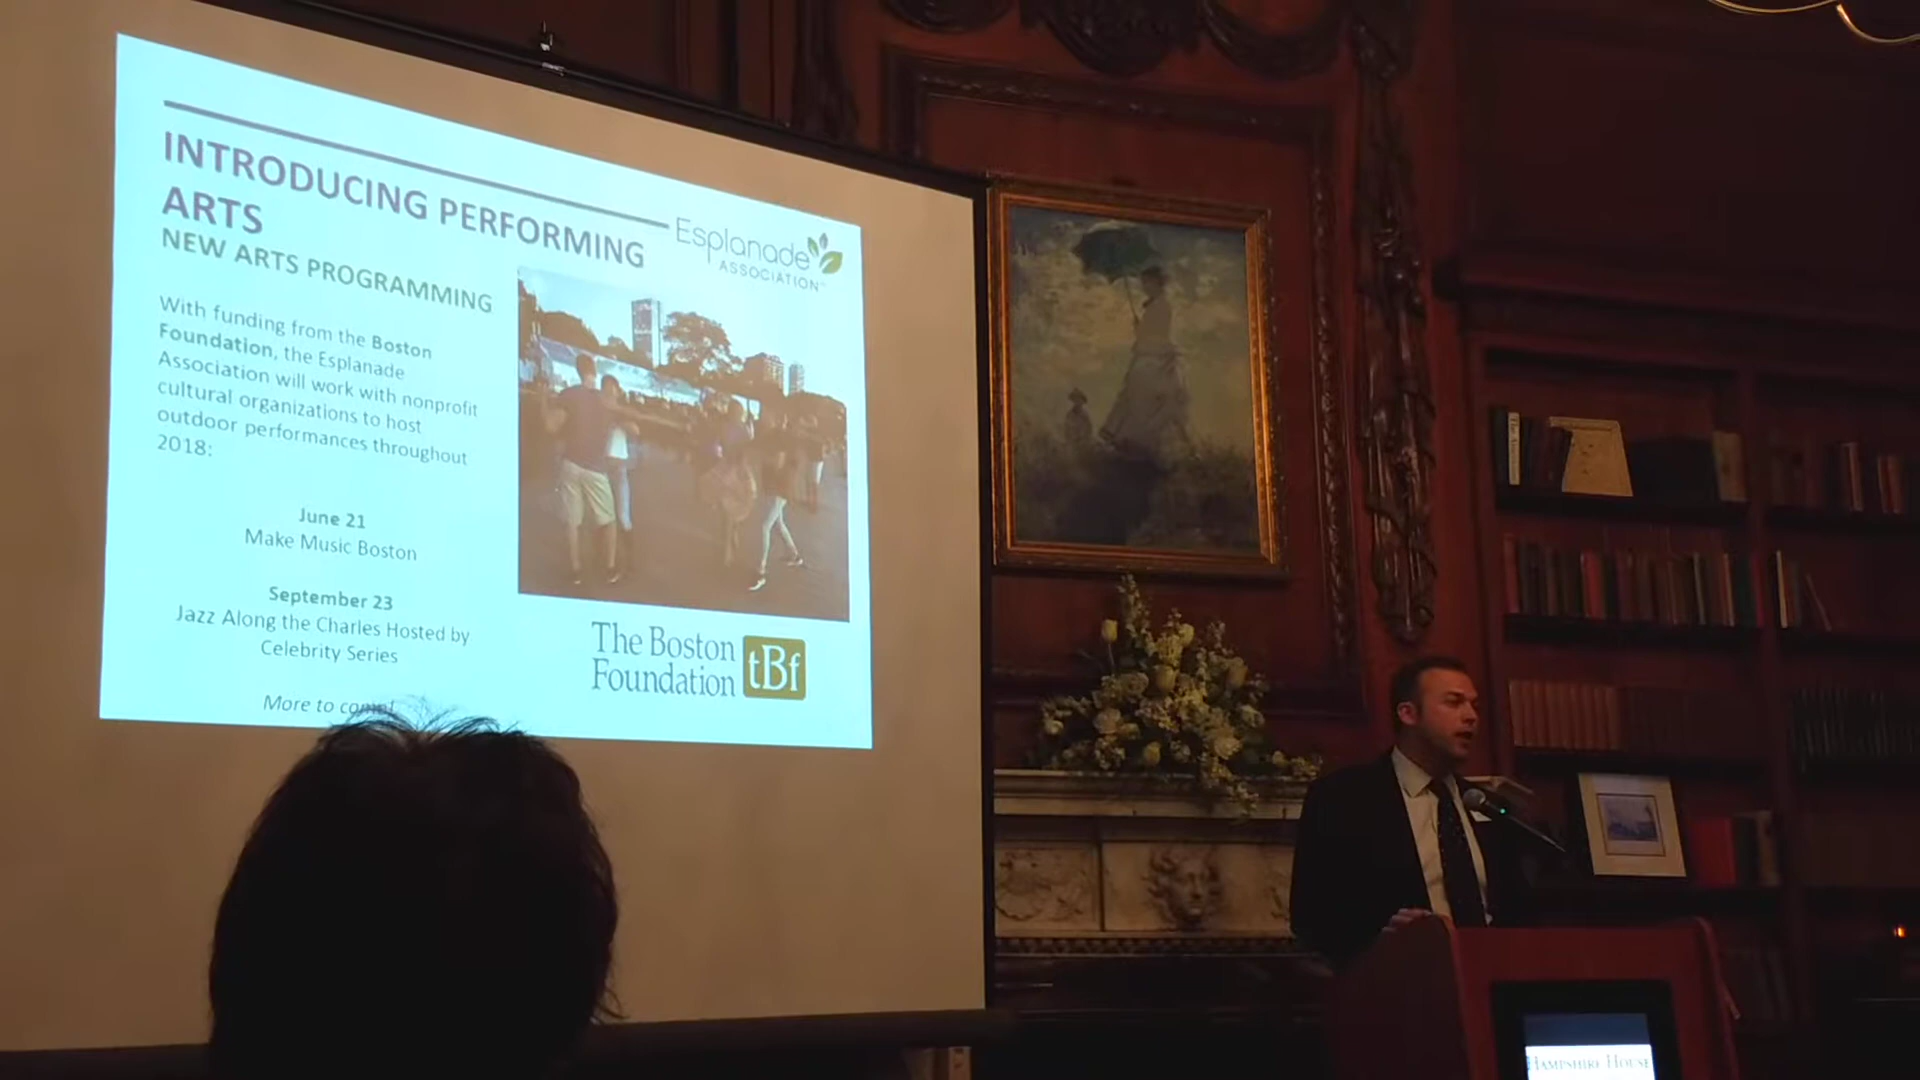 INTRODUCING PERFORMING
ARTS
NEW ARTS PROGRAMMING
Esplanade
ASSOCIATION
With funding from the Boston
Foundation, the Esplanade
Association will work with nonprofit
cultural organizations to host
outdoor performances throughout
2018:
June 21
Make Music Boston
September 23
Jazz Along the Charles Hosted by
Celebrity Series
More to come!
The Boston
Foundation
tBf
HAMPSHIRE HOUSE